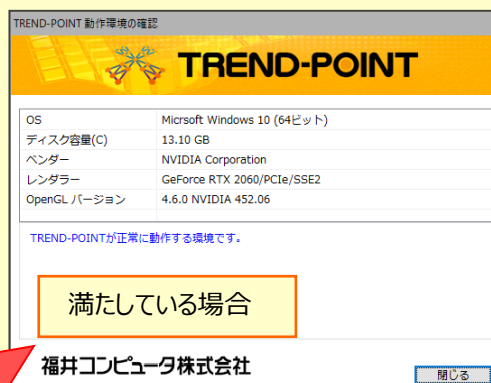 TREND-POINT 動作環境の確認
TREND-POINT
OS Micrsoft Windows 10 (64ビット)
ディスク容量(C) 13.10 GB
ベンダー NVIDIA Corporation
レンダラー GeForce RTX 2060/PCIe/SSE2
OpenGL バージョン 4.6.0 NVIDIA 452.06
TREND-POINTが正常に動作する環境です。
満たしている場合
福井コンピュータ株式会社
閉じる